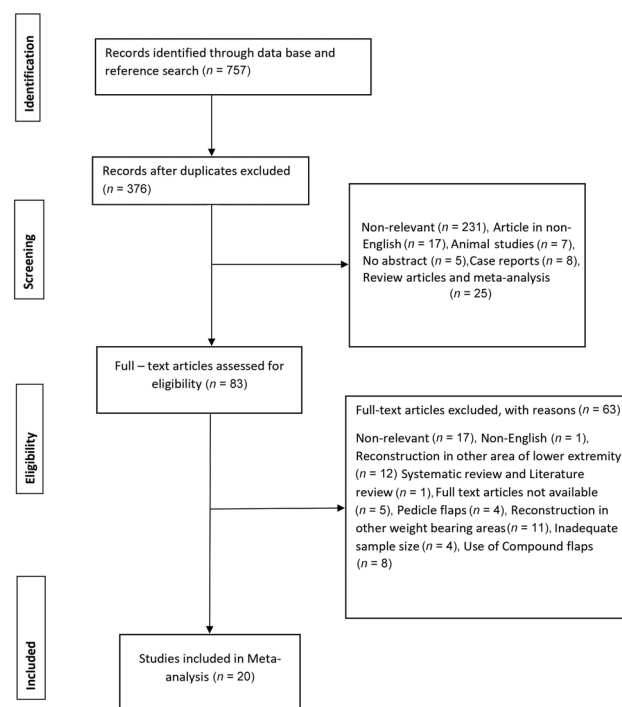 Identification
Records identified through data base and
reference search (n = 757)
Records after duplicates excluded
(n = 376)
Screening
Non-relevant (n = 231), Article in non-
English (n = 17), Animal studies (n = 7),
No abstract (n = 5),Case reports (n = 8),
Review articles and meta-analysis
(n = 25)
Full – text articles assessed for
eligibility (n = 83)
Eligibility
Full-text articles excluded, with reasons (n = 63)
Non-relevant (n = 17), Non-English (n = 1),
Reconstruction in other area of lower extremity
(n = 12) Systematic review and Literature
review (n = 1), Full text articles not available
(n = 5), Pedicle flaps (n = 4), Reconstruction in
other weight bearing areas (n = 11), Inadequate
sample size (n = 4), Use of Compound flaps
(n = 8)
Included
Studies included in Meta-
analysis (n = 20)